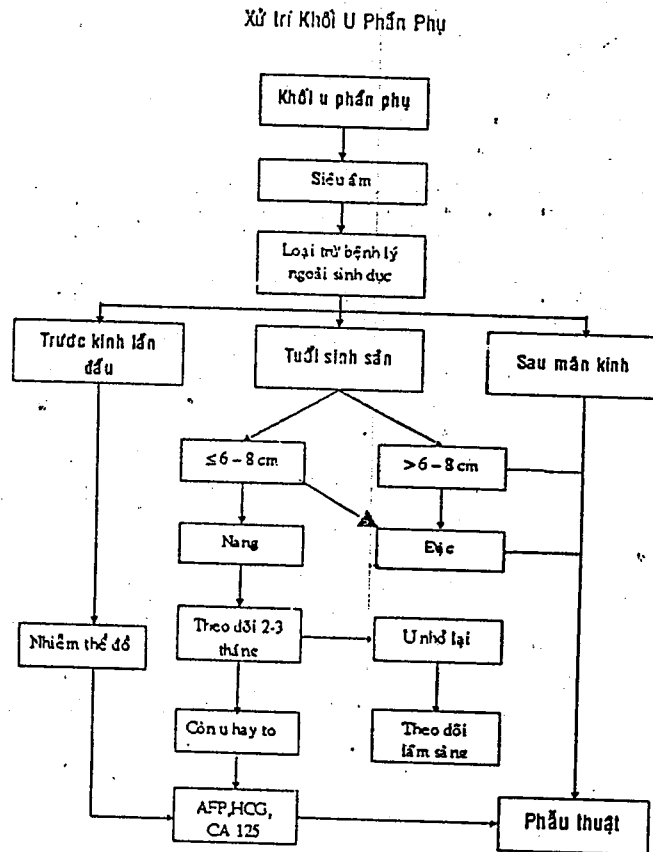 Xử trí Khối U Phần Phụ
Khối u phần phụ
Siêu âm
Loại trừ bệnh lý
ngoài sinh dục
Trước kinh lần
đầu
Tuổi sinh sản
Sau mãn kinh
≤ 6 – 8 cm
> 6 – 8 cm
Nang
Đặc
Nhiễm thể đồ
Theo dõi 2-3
tháng
U nhỏ lại
Còn u hay to
Theo dõi
lâm sàng
AFP,HCG,
CA 125
Phẫu thuật